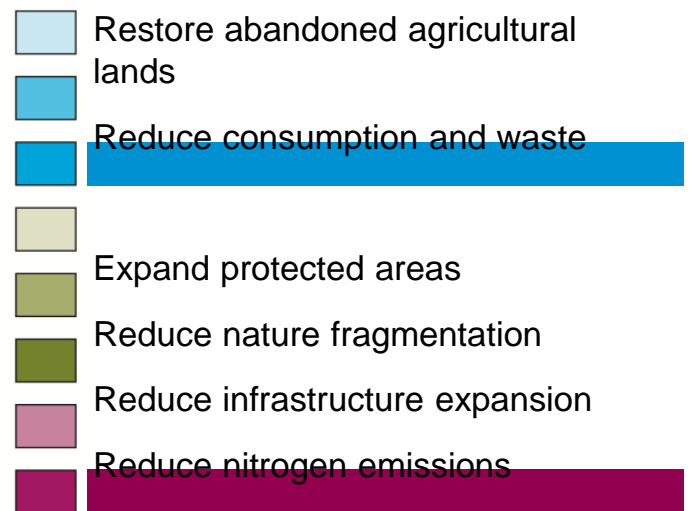 Restore abandoned agricultural
lands
Reduce consumption and waste
Expand protected areas
Reduce nature fragmentation
Reduce infrastructure expansion
Reduce nitrogen emissions